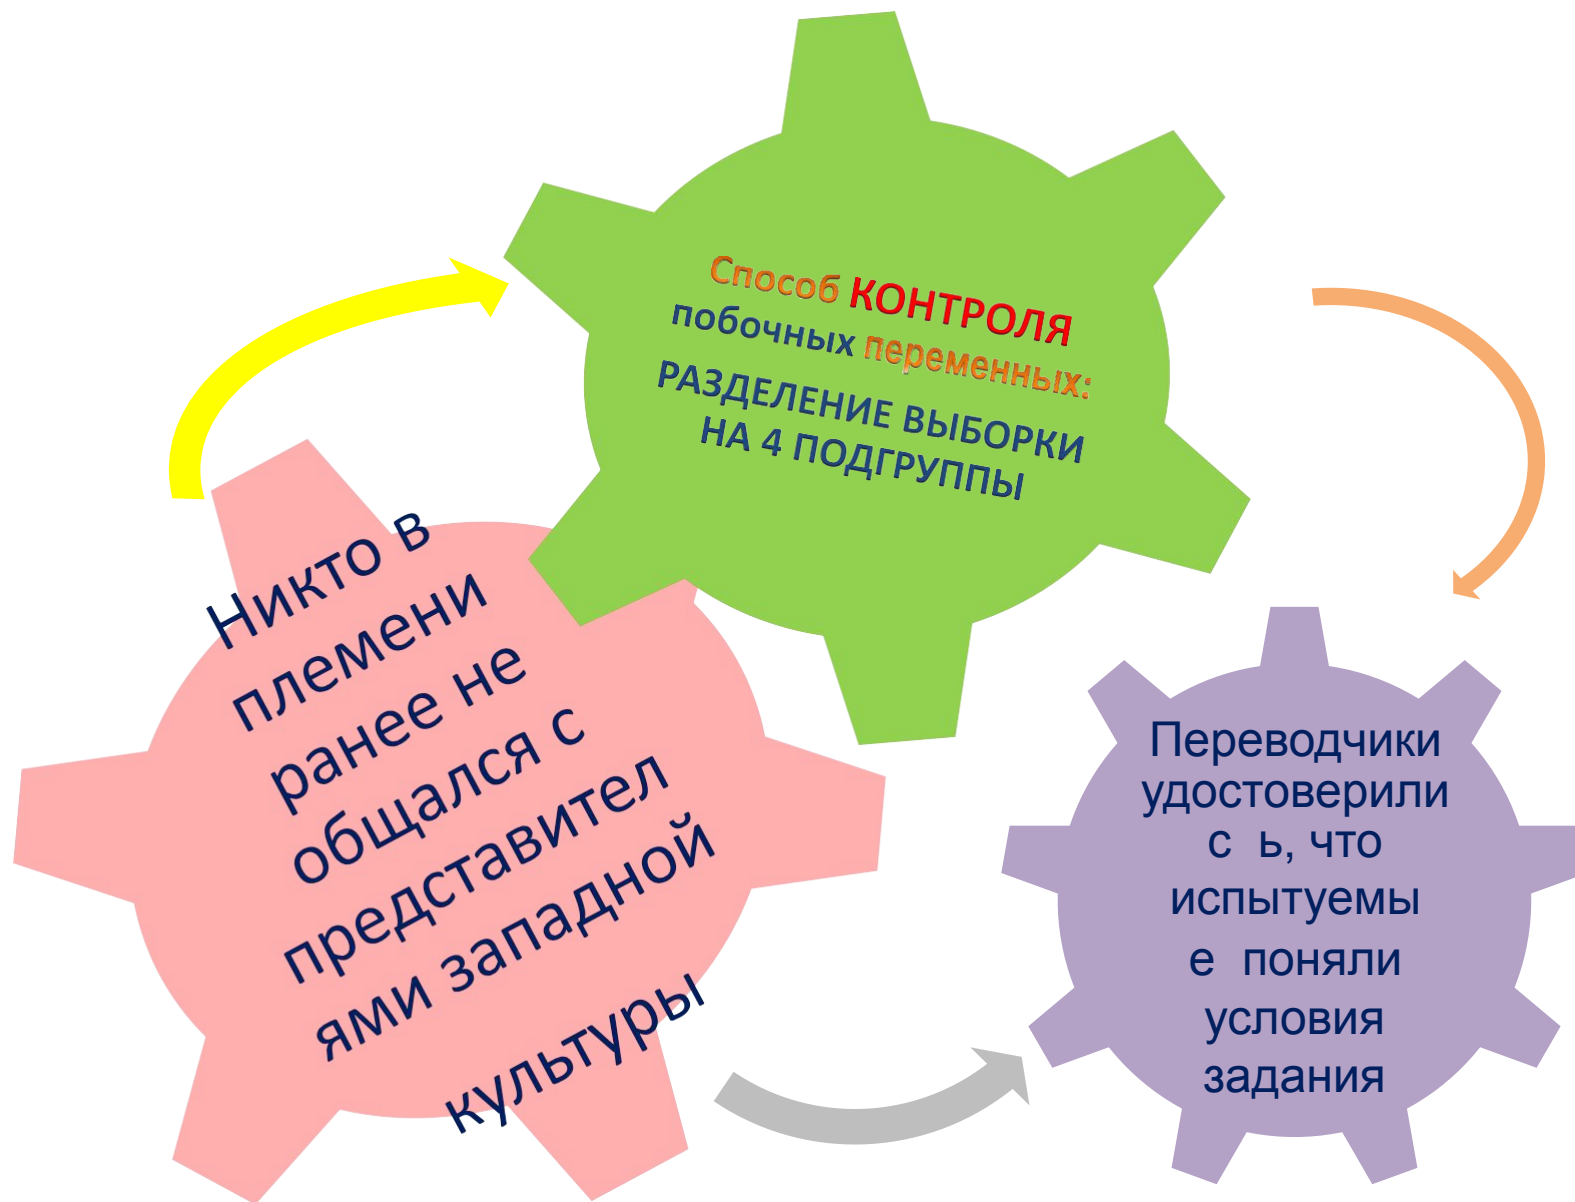 Способ КОНТРОЛЯ
побочных переменных:
РАЗДЕЛЕНИЕ ВЫБОРКИ
НА 4 ПОДГРУППЫ
Никто в
племени
ранее не
общался с
представител
ями западной
культуры
Переводчики
удостоверили
с ь, что
испытуемы
е поняли
условия
задания